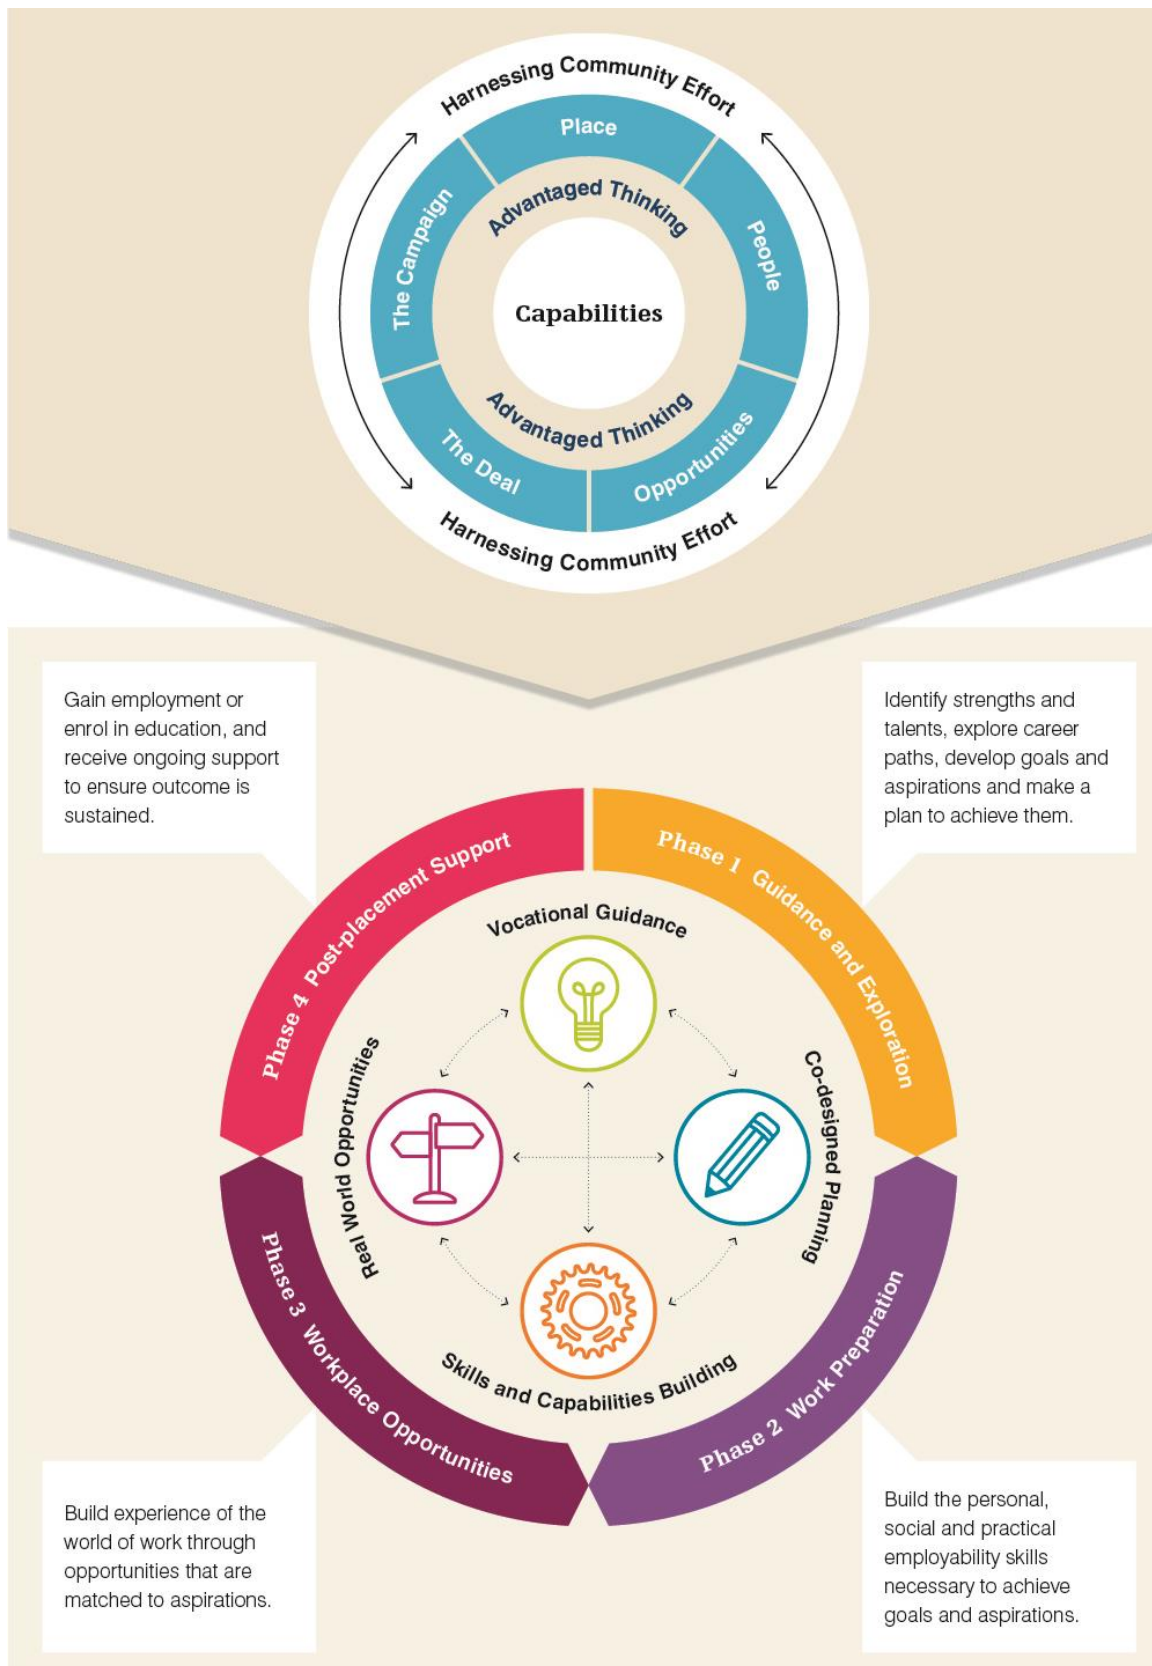 Harnessing Community Effort
Place
Advantaged Thinking
The Campaign
People
Capabilities
Advantaged Thinking
The Deal
Opportunities
Harnessing Community Effort
Gain employment or
enrol in education, and
receive ongoing support
to ensure outcome is
sustained.
Identify strengths and
talents, explore career
paths, develop goals and
aspirations and make a
plan to achieve them.
Phase 4 Post-placement Support
Phase 1 Guidance and Exploration
Vocational Guidance
Real World Opportunities
Co-designed Planning
Skills and Capabilities Building
Phase 3 Workplace Opportunities
Phase 2 Work Preparation
Build experience of the
world of work through
opportunities that are
matched to aspirations.
Build the personal,
social and practical
employability skills
necessary to achieve
goals and aspirations.